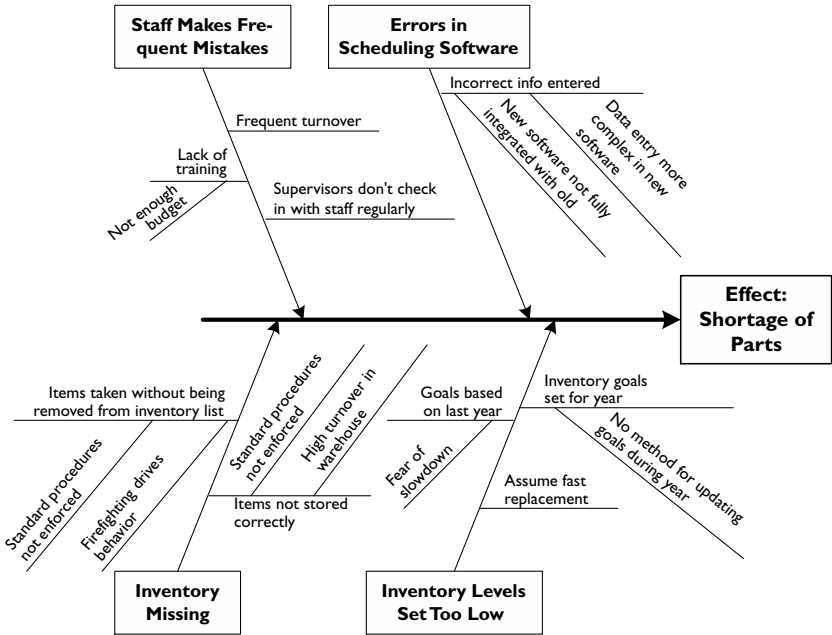 Staff Makes Fre-
quent Mistakes
Errors in
Scheduling Software
Incorrect info entered
New software not fully
integrated with old
Data entry more
complex in new
software
Frequent turnover
Lack of
training
Not enough
budget
Supervisors don't check
in with staff regularly
Effect:
Shortage of
Parts
Items taken without being
removed from inventory list
Standard procedures
not enforced
Firefighting drives
behavior
Standard procedures
not enforced
High turnover in
warehouse
Items not stored
correctly
Goals based
on last year
Fear of
slowdown
Inventory goals
set for year
No method for updating
goals during year
Assume fast
replacement
Inventory
Missing
Inventory Levels
Set Too Low